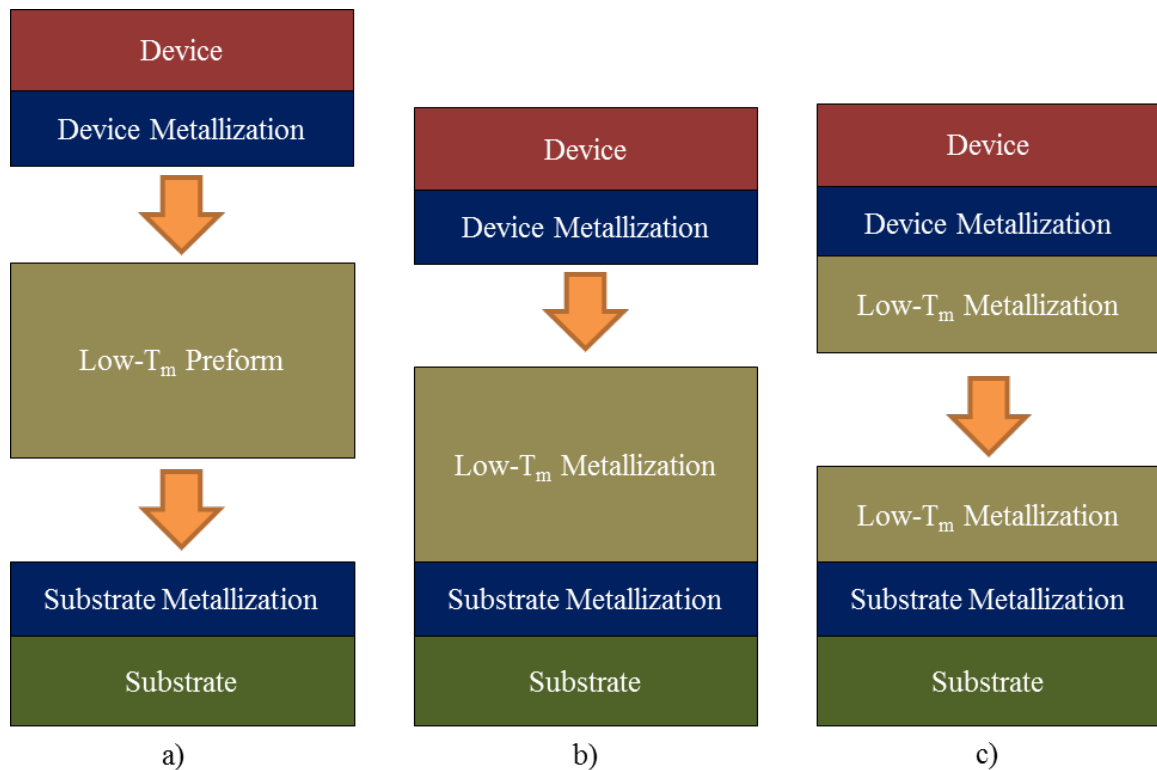 Device
Device Metallization
Low-Tm Preform
Substrate Metallization
Substrate
a)
Device
Device Metallization
Low-Tm Metallization
Substrate Metallization
Substrate
b)
Device
Device Metallization
Low-Tm Metallization
Low-Tm Metallization
Substrate Metallization
Substrate
c)